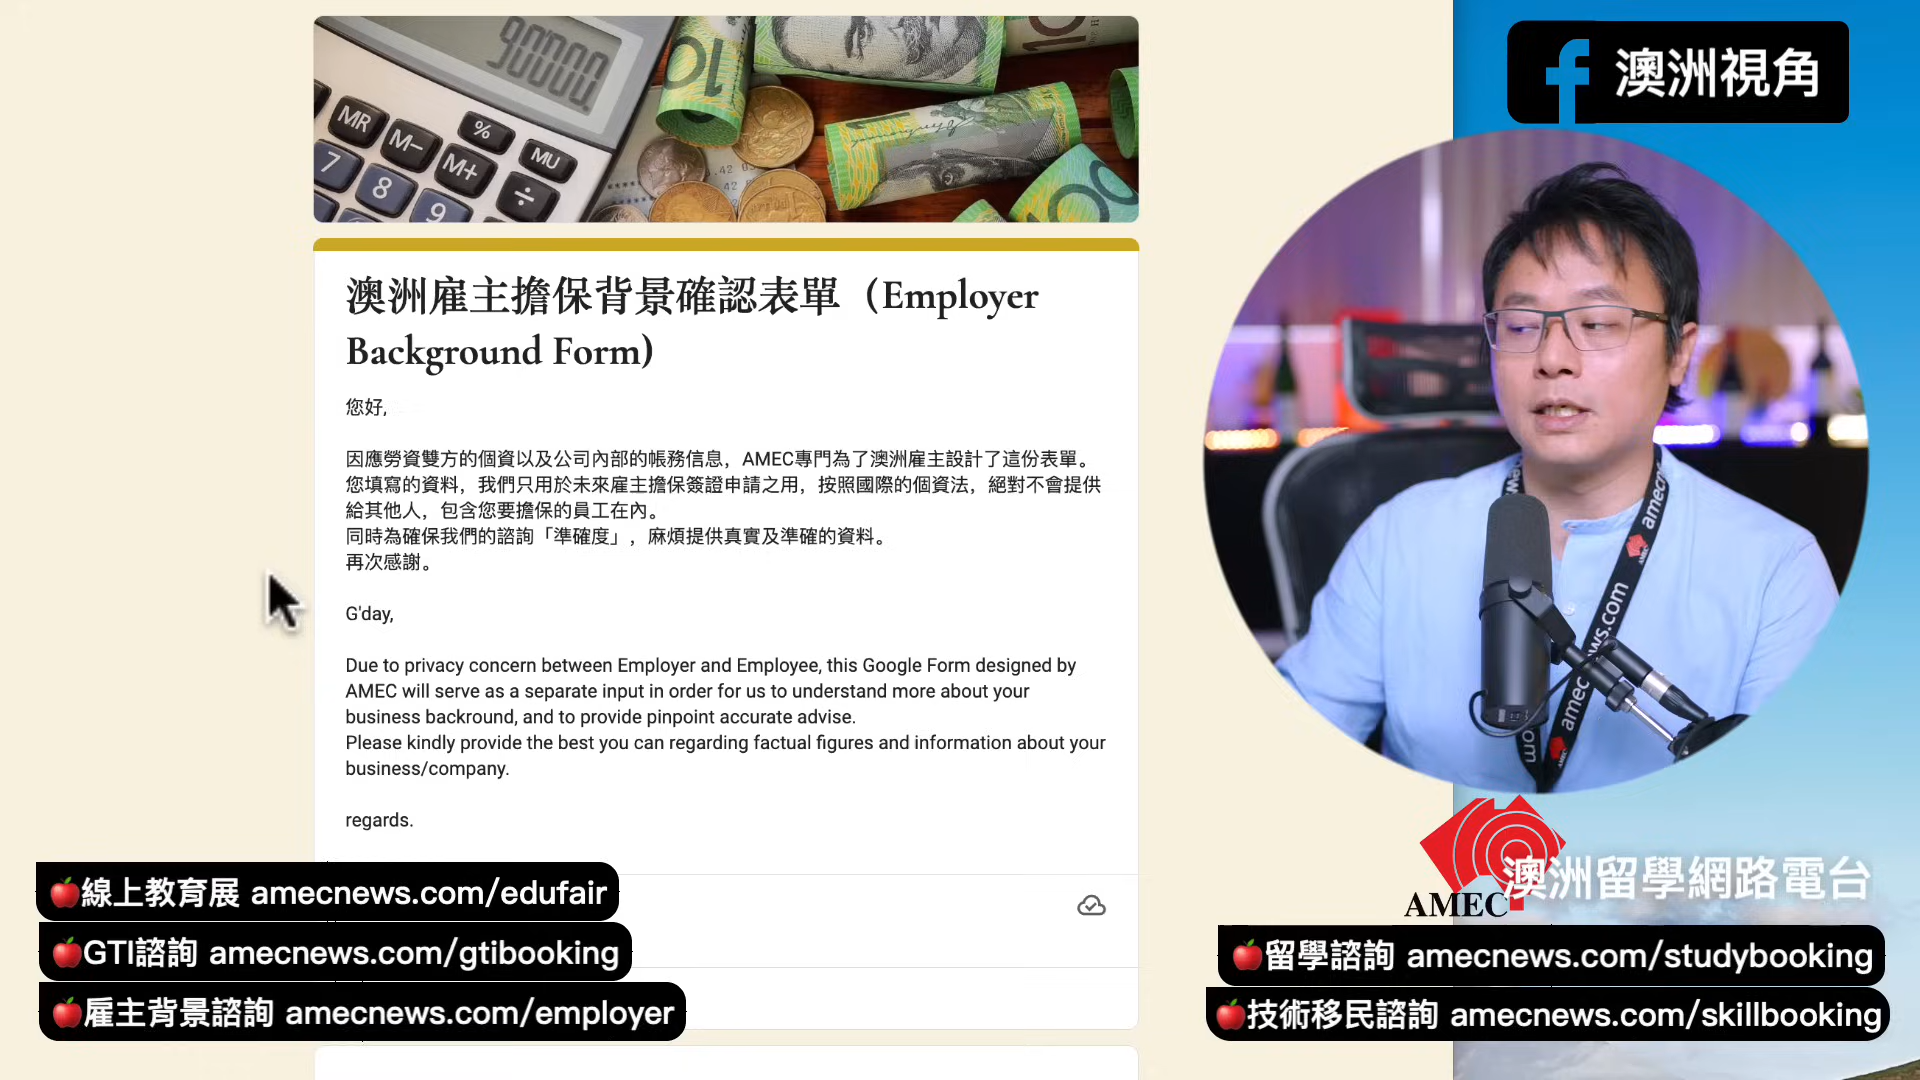 MR
M−
M+
%
MU
÷
7
8
9
10
10
澳洲視角
澳洲雇主擔保背景確認表單（Employer
Background Form)
您好,
因應勞資雙方的個資以及公司內部的帳務信息，AMEC專門為了澳洲雇主設計了這份表單。
您填寫的資料，我們只用於未來雇主擔保簽證申請之用，按照國際的個資法，絕對不會提供
給其他人，包含您要擔保的員工在內。
同時為確保我們的諮詢「準確度」，麻煩提供真實及準確的資料。
再次感謝。
G'day,
Due to privacy concern between Employer and Employee, this Google Form designed by
AMEC will serve as a separate input in order for us to understand more about your
business backround, and to provide pinpoint accurate advise.
Please kindly provide the best you can regarding factual figures and information about your
business/company.
regards.
amecnews.com
AMEC
澳洲留學網路電台
🍎線上教育展 amecnews.com/edufair
🍎GTI諮詢 amecnews.com/gtibooking
🍎雇主背景諮詢 amecnews.com/employer
🍎留學諮詢 amecnews.com/studybooking
🍎技術移民諮詢 amecnews.com/skillbooking